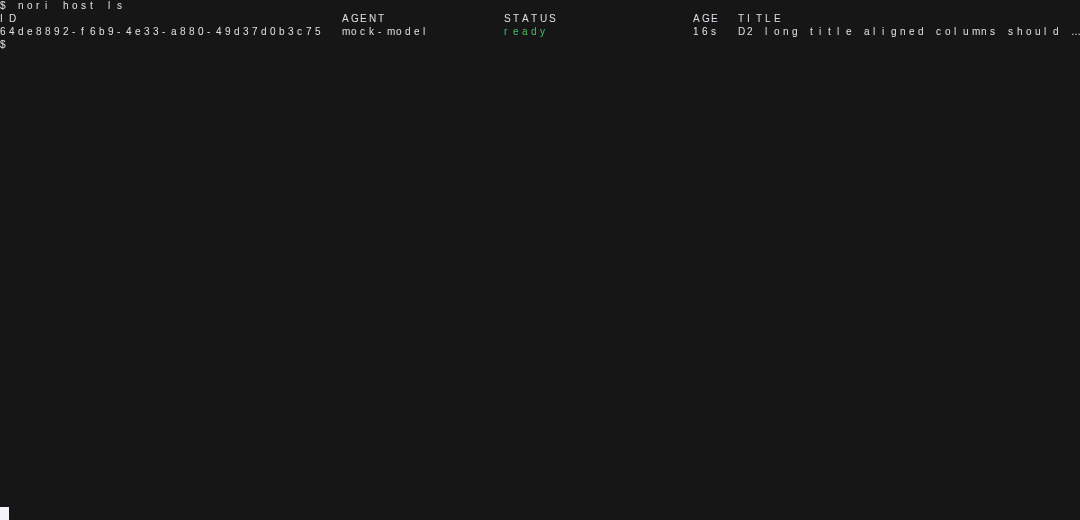 $ nori host ls
ID AGENT STATUS AGE TITLE
64de8892-f6b9-4e33-a880-49d37d0b3c75 mock-model ready 16s D2 long title aligned columns should …
$